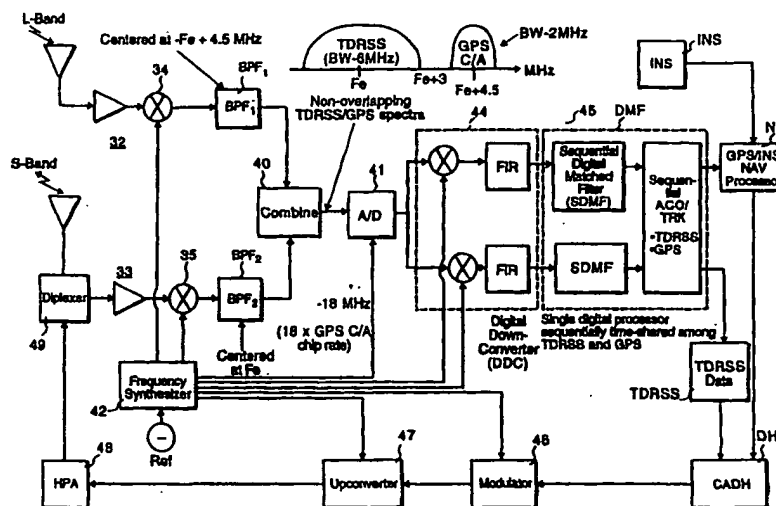 L-Band
Centered at -Fe + 4.5 MHz
34
BPF₁
BPF₁
32
TDRSS
(BW-6MHz)
Fe
Fe+3
GPS
C/A
Fe+4.5
BW-2MHz
MHz
Non-overlapping
TDRSS/GPS spectra
INS
INS
44
45
DMF
FIR
Sequential
Digital
Matched
Filter
(SDMF)
Sequen-
tial
ACO/
TRK
•TDRSS
•GPS
GPS/INS
NAV
Processor
N
S-Band
40
Combine
41
A/D
33
35
BPF₂
BPF₂
Diplexer
49
FIR
SDMF
~18 MHz
(18 x GPS C/A
chip rate)
Centered
at Fe
Digital
Down-
Converter
(DDC)
Single digital processor
sequentially time-shared among
TDRSS and GPS
Frequency
Synthesizer
42
Ref
TDRSS
Data
TDRSS
48
HPA
47
Upconverter
46
Modulator
DH
CADH